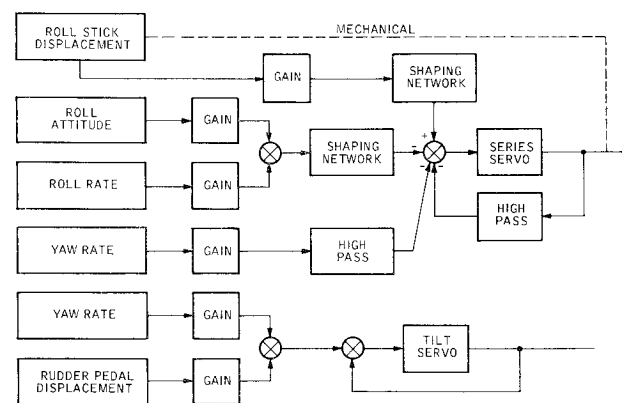 ROLL STICK
DISPLACEMENT
MECHANICAL
GAIN
SHAPING
NETWORK
ROLL
ATTITUDE
GAIN
+
SHAPING
NETWORK
-
SERIES
SERVO
ROLL RATE
GAIN
- -
HIGH
PASS
YAW RATE
GAIN
HIGH
PASS
YAW RATE
GAIN
TILT
SERVO
RUDDER PEDAL
DISPLACEMENT
GAIN